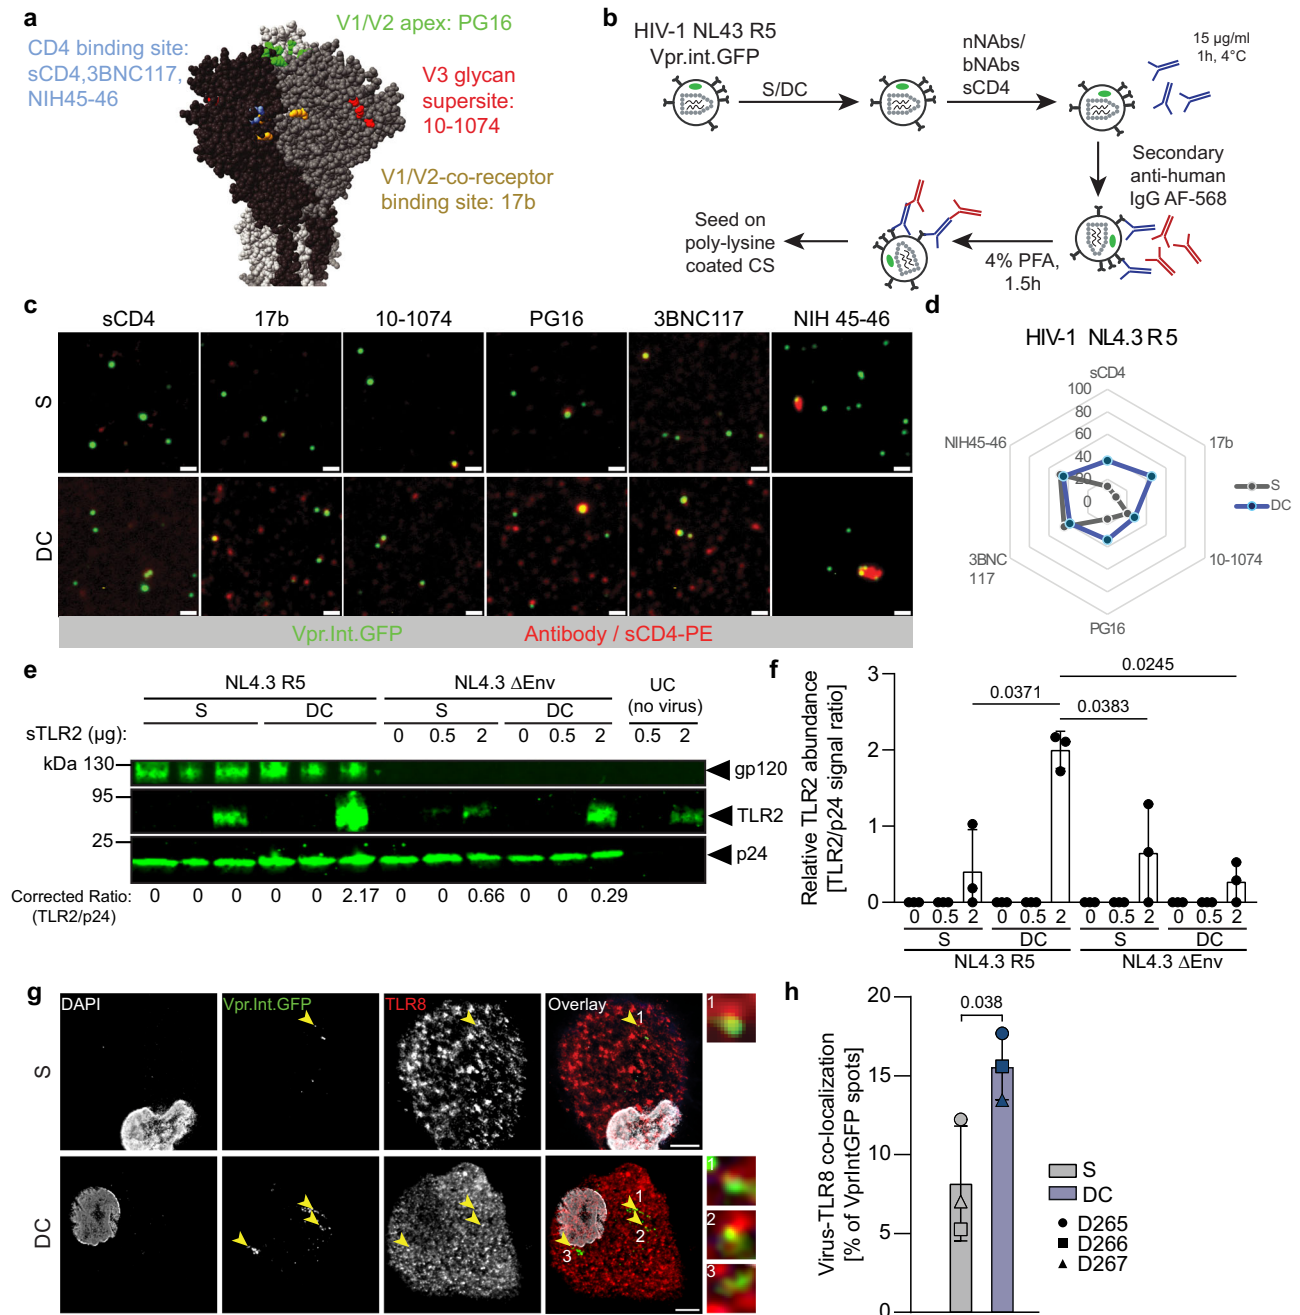 a
V1/V2 apex: PG16
CD4 binding site:
sCD4,3BNC117,
NIH45-46
V3 glycan
supersite:
10-1074
V1/V2-co-receptor
binding site: 17b
b
HIV-1 NL43 R5
Vpr.int.GFP
S/DC
nNAbs/
bNAbs
sCD4
15 µg/ml
1h, 4°C
Secondary
anti-human
IgG AF-568
4% PFA,
1.5h
Seed on
poly-lysine
coated CS
c
sCD4 17b 10-1074 PG16 3BNC117 NIH 45-46
S
DC
Vpr.Int.GFP Antibody / sCD4-PE
d
HIV-1 NL4.3 R5
sCD4
100
80
60
40
20
0
NIH45-46
17b
3BNC
117
10-1074
PG16
S
DC
e
NL4.3 R5 NL4.3 ΔEnv UC
(no virus)
S DC S DC
sTLR2 (µg): 0 0.5 2 0 0.5 2 0.5 2
kDa 130
gp120
95
TLR2
25
p24
Corrected Ratio: 0 0 0 0 0 2.17 0 0 0.66 0 0 0.29
(TLR2/p24)
f
Relative TLR2 abundance
[TLR2/p24 signal ratio]
3
2
1
0
0.0245
0.0371
0.0383
0 0.5 2 0 0.5 2 0 0.5 2 0 0.5 2
S DC S DC
NL4.3 R5 NL4.3 ΔEnv
g
DAPI Vpr.Int.GFP TLR8 Overlay
S
1
1
DC
1
2
3
1
2
3
h
Virus-TLR8 co-localization
[% of VprIntGFP spots)
20
15
10
5
0
0.038
S
DC
D265
D266
D267